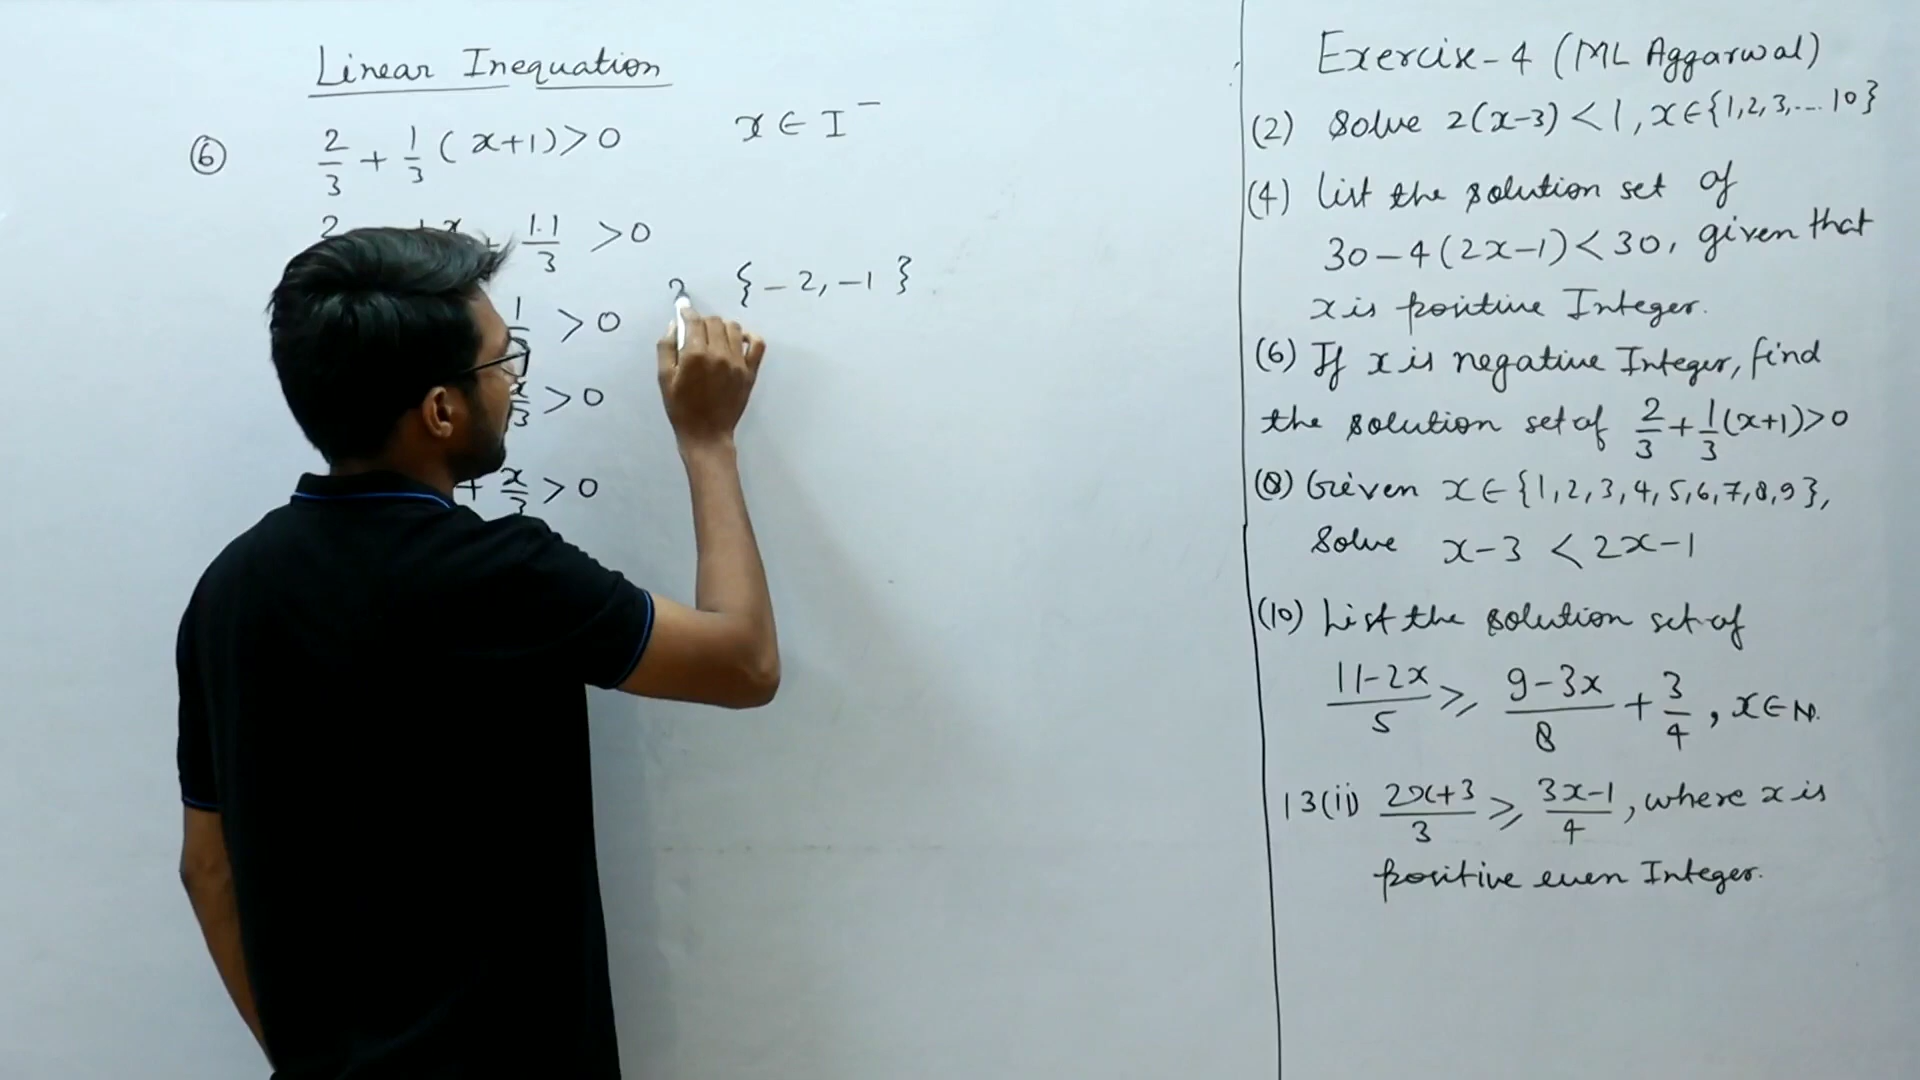 Linear Inequation
6 2/3 + 1/3 (x+1) > 0 x ∈ I⁻
2 + x + 1.1/3 > 0
{-2, -1}
1 > 0
x/3 > 0
+ x/3 > 0
Exercise-4 (ML Aggarwal)
(2) Solve 2(x-3) < 1, x ∈ {1, 2, 3, .... 10}
(4) List the solution set of
30 - 4(2x-1) < 30, given that
x is positive Integer.
(6) If x is negative Integer, find
the solution set of 2/3 + 1/3(x+1) > 0
(8) Given x ∈ {1, 2, 3, 4, 5, 6, 7, 8, 9},
Solve x-3 < 2x-1
(10) List the solution set of
11-2x/5 ⩾ 9-3x/8 + 3/4, x ∈ N.
13(ii) 2x+3/3 ⩾ 3x-1/4, where x is
positive even Integer.